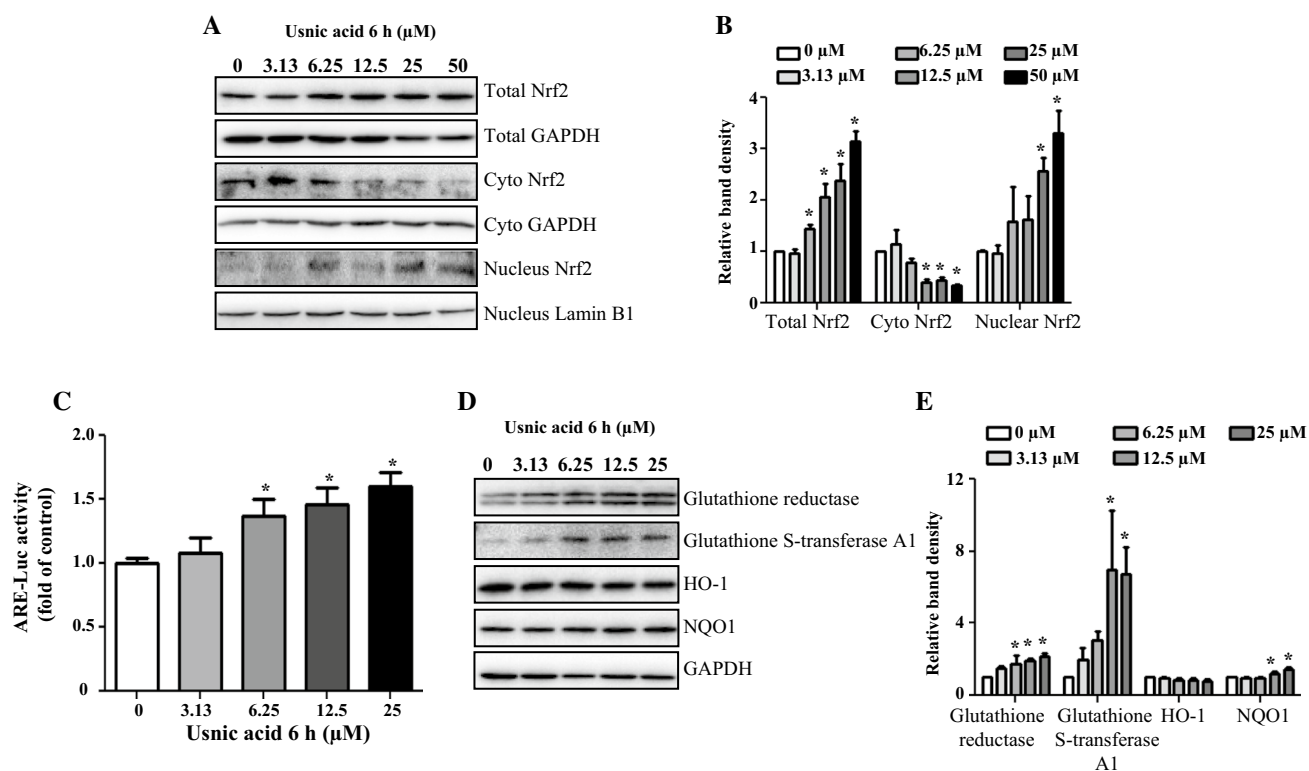 A
Usnic acid 6 h (µM)
0 3.13 6.25 12.5 25 50
Total Nrf2
Total GAPDH
Cyto Nrf2
Cyto GAPDH
Nucleus Nrf2
Nucleus Lamin B1
B
0 µM 6.25 µM 25 µM
3.13 µM 12.5 µM 50 µM
Relative band density
4
3
2
1
0
* * * *
* * *
* *
Total Nrf2 Cyto Nrf2 Nuclear Nrf2
C
ARE-Luc activity
(fold of control)
2.0
1.5
1.0
0.5
0
* * *
0 3.13 6.25 12.5 25
Usnic acid 6 h (µM)
D
Usnic acid 6 h (µM)
0 3.13 6.25 12.5 25
Glutathione reductase
Glutathione S-transferase A1
HO-1
NQO1
GAPDH
E
0 µM 6.25 µM 25 µM
3.13 µM 12.5 µM
Relative band density
12
8
4
0
* * *
* *
* *
Glutathione reductase
Glutathione S-transferase A1
HO-1
NQO1